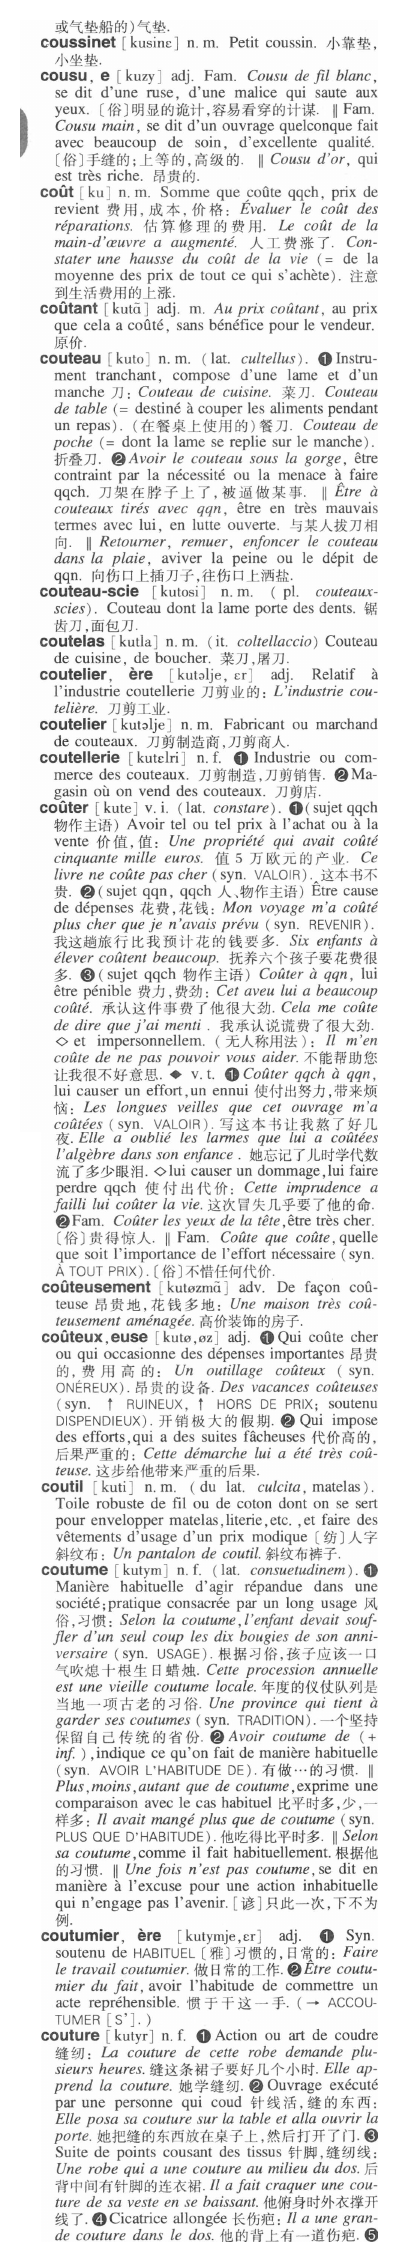 或气垫船的)气垫.
coussinet [kusinɛ] n. m. Petit coussin. 小靠垫,
小坐垫.
cousu, e [kuzy] adj. Fam. Cousu de fil blanc,
se dit d'une ruse, d'une malice qui saute aux
yeux. [俗]明显的诡计,容易看穿的计谋. ‖ Fam.
Cousu main, se dit d'un ouvrage quelconque fait
avec beaucoup de soin, d'excellente qualité.
[俗]手缝的;上等的,高级的. ‖ Cousu d'or, qui
est très riche. 昂贵的.
coût [ku] n. m. Somme que coûte qqch, prix de
revient 费用,成本,价格: Évaluer le coût des
réparations. 估算修理的费用. Le coût de la
main-d'œuvre a augmenté. 人工费涨了. Con-
stater une hausse du coût de la vie (= de la
moyenne des prix de tout ce qui s'achète). 注意
到生活费用的上涨.
coûtant [kutɑ̃] adj. m. Au prix coûtant, au prix
que cela a coûté, sans bénéfice pour le vendeur.
原价.
couteau [kuto] n. m. (lat. cultellus). ❶ Instru-
ment tranchant, compose d'une lame et d'un
manche 刀: Couteau de cuisine. 菜刀. Couteau
de table (= destiné à couper les aliments pendant
un repas). (在餐桌上使用的)餐刀. Couteau de
poche (= dont la lame se replie sur le manche).
折叠刀. ❷ Avoir le couteau sous la gorge, être
contraint par la nécessité ou la menace à faire
qqch. 刀架在脖子上了,被逼做某事. ‖ Être à
couteaux tirés avec qqn, être en très mauvais
termes avec lui, en lutte ouverte. 与某人拔刀相
向. ‖ Retourner, remuer, enfoncer le couteau
dans la plaie, aviver la peine ou le dépit de
qqn. 向伤口上插刀子,往伤口上洒盐.
couteau-scie [kutosi] n. m. ( pl. couteaux-
scies). Couteau dont la lame porte des dents. 锯
齿刀,面包刀.
coutelas [kutla] n. m. (it. coltellaccio) Couteau
de cuisine, de boucher. 菜刀,屠刀.
coutelier, ère [kutəlje, ɛr] adj. Relatif à
l'industrie coutellerie 刀剪业的: L'industrie cou-
telière. 刀剪工业.
coutelier [kutəlje] n. m. Fabricant ou marchand
de couteaux. 刀剪制造商,刀剪商人.
coutellerie [kutɛlri] n. f. ❶ Industrie ou com-
merce des couteaux. 刀剪制造,刀剪销售. ❷ Ma-
gasin où on vend des couteaux. 刀剪店.
coûter [kute] v. i. (lat. constare). ❶ (sujet qqch
物作主语) Avoir tel ou tel prix à l'achat ou à la
vente 价值,值: Une propriété qui avait coûté
cinquante mille euros. 值 5 万欧元的产业. Ce
livre ne coûte pas cher (syn. VALOIR). 这本书不
贵. ❷ (sujet qqn, qqch 人、物作主语) Être cause
de dépenses 花费,花钱: Mon voyage m'a coûté
plus cher que je n'avais prévu (syn. REVENIR).
我这趟旅行比我预计花的钱要多. Six enfants à
élever coûtent beaucoup. 抚养六个孩子要花费很
多. ❸ (sujet qqch 物作主语) Coûter à qqn, lui
être pénible 费力,费劲: Cet aveu lui a beaucoup
coûté. 承认这件事费了他很大劲. Cela me coûte
de dire que j'ai menti . 我承认说谎费了很大劲.
◇ et impersonnellem. (无人称用法): Il m'en
coûte de ne pas pouvoir vous aider. 不能帮助您
让我很不好意思. ◆ v. t. ❶ Coûter qqch à qqn,
lui causer un effort, un ennui 使付出努力,带来烦
恼: Les longues veilles que cet ouvrage m'a
coûtées (syn. VALOIR). 写这本书让我熬了好几
夜. Elle a oublié les larmes que lui a coûtées
l'algèbre dans son enfance . 她忘记了儿时学代数
流了多少眼泪. ◇ lui causer un dommage, lui faire
perdre qqch 使付出代价: Cette imprudence a
failli lui coûter la vie. 这次冒失几乎要了他的命.
❷ Fam. Coûter les yeux de la tête, être très cher.
[俗]贵得惊人. ‖ Fam. Coûte que coûte, quelle
que soit l'importance de l'effort nécessaire (syn.
À TOUT PRIX). [俗]不惜任何代价.
coûteusement [kutøzmɑ̃] adv. De façon coû-
teuse 昂贵地,花钱多地: Une maison très coû-
teusement aménagée. 高价装饰的房子.
coûteux, euse [kutø, øz] adj. ❶ Qui coûte cher
ou qui occasionne des dépenses importantes 昂贵
的,费用高的: Un outillage coûteux ( syn.
ONÉREUX). 昂贵的设备. Des vacances coûteuses
(syn. ↑ RUINEUX, ↑ HORS DE PRIX; soutenu
DISPENDIEUX). 开销极大的假期. ❷ Qui impose
des efforts, qui a des suites fâcheuses 代价高的,
后果严重的: Cette démarche lui a été très coû-
teuse. 这步给他带来严重的后果.
coutil [kuti] n. m. ( du lat. culcita, matelas).
Toile robuste de fil ou de coton dont on se sert
pour envelopper matelas, literie, etc. , et faire des
vêtements d'usage d'un prix modique [纺]人字
斜纹布: Un pantalon de coutil. 斜纹布裤子.
coutume [kutym] n. f. (lat. consuetudinem). ❶
Manière habituelle d'agir répandue dans une
société; pratique consacrée par un long usage 风
俗,习惯: Selon la coutume, l'enfant devait souf-
fler d'un seul coup les dix bougies de son anni-
versaire (syn. USAGE). 根据习俗,孩子应该一口
气吹熄十根生日蜡烛. Cette procession annuelle
est une vieille coutume locale. 年度的仪仗队列是
当地一项古老的习俗. Une province qui tient à
garder ses coutumes (syn. TRADITION). 一个坚持
保留自己传统的省份. ❷ Avoir coutume de (+
inf. ), indique ce qu'on fait de manière habituelle
(syn. AVOIR L'HABITUDE DE). 有做…的习惯. ‖
Plus, moins, autant que de coutume, exprime une
comparaison avec le cas habituel 比平时多,少,一
样多: Il avait mangé plus que de coutume (syn.
PLUS QUE D'HABITUDE). 他吃得比平时多. ‖ Selon
sa coutume, comme il fait habituellement. 根据他
的习惯. ‖ Une fois n'est pas coutume, se dit en
manière à l'excuse pour une action inhabituelle
qui n'engage pas l'avenir. [谚]只此一次,下不为
例.
coutumier, ère [kutymje, ɛr] adj. ❶ Syn.
soutenu de HABITUEL [雅]习惯的,日常的: Faire
le travail coutumier. 做日常的工作. ❷ Être coutu-
mier du fait, avoir l'habitude de commettre un
acte repréhensible. 惯于干这一手. (→ ACCOU-
TUMER [S'].)
couture [kutyr] n. f. ❶ Action ou art de coudre
缝纫: La couture de cette robe demande plu-
sieurs heures. 缝这条裙子要好几个小时. Elle ap-
prend la couture. 她学缝纫. ❷ Ouvrage exécuté
par une personne qui coud 针线活,缝的东西:
Elle posa sa couture sur la table et alla ouvrir la
porte. 她把缝的东西放在桌子上,然后打开了门. ❸
Suite de points cousant des tissus 针脚,缝纫线:
Une robe qui a une couture au milieu du dos. 后
背中间有针脚的连衣裙. Il a fait craquer une cou-
ture de sa veste en se baissant. 他俯身时外衣撑开
线了. ❹ Cicatrice allongée 长伤疤: Il a une gran-
de couture dans le dos. 他的背上有一道伤疤. ❺